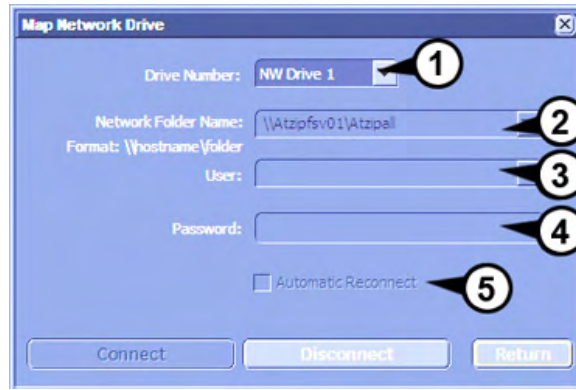 Map Network Drive
Drive Number: NW Drive 1 1
Network Folder Name: \\Atzipfsv01\Atzipall 2
Format: \\hostname\folder
User: 3
Password: 4
Automatic Reconnect 5
Connect Disconnect Return